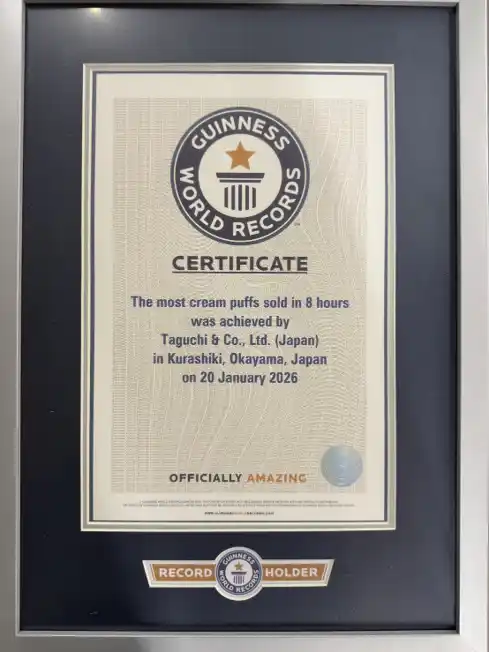 GUINNESS
WORLD RECORDS
CERTIFICATE
The most cream puffs sold in 8 hours
was achieved by
Taguchi & Co., Ltd. (Japan)
in Kurashiki, Okayama, Japan
on 20 January 2026
OFFICIALLY AMAZING
RECORD
GUINNESS
WORLD RECORDS
HOLDER